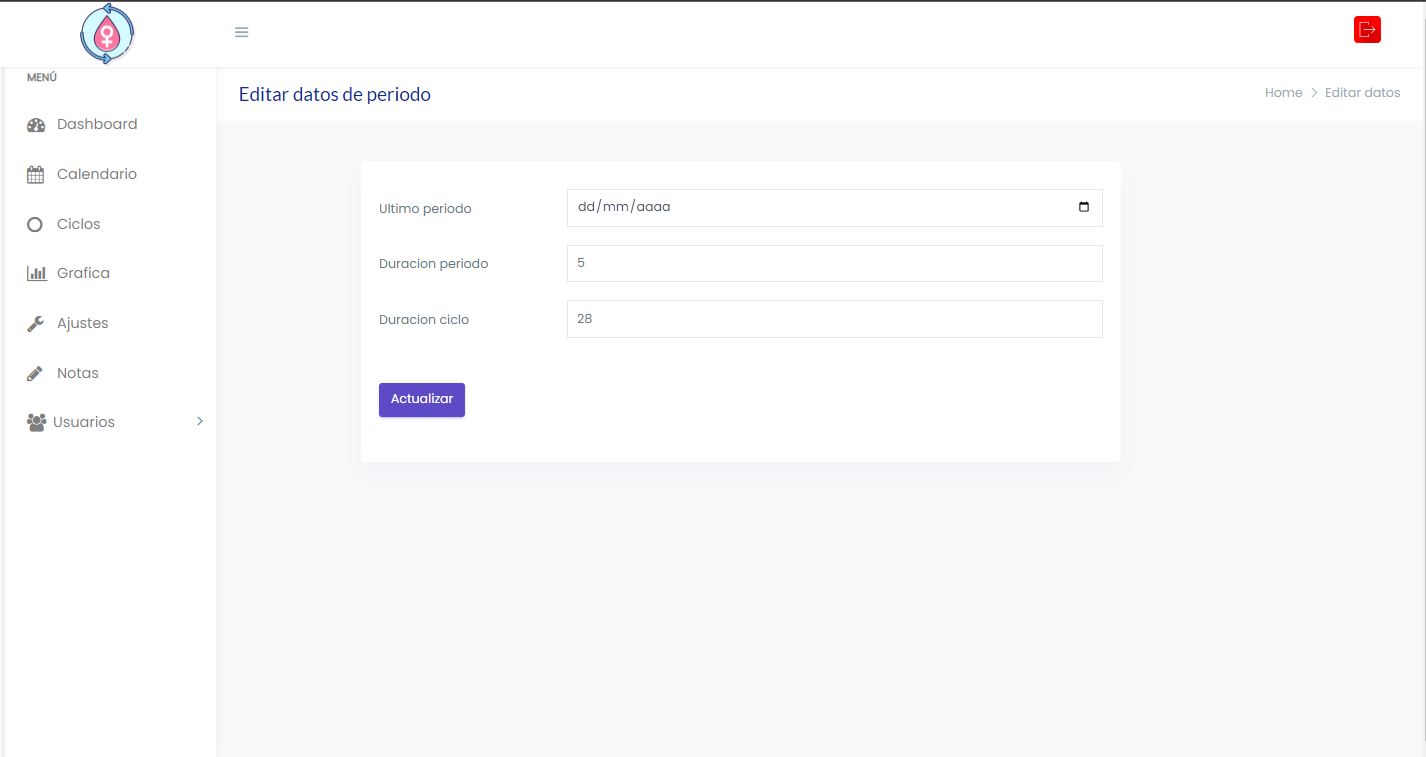 MENÚ
Editar datos de periodo
Home > Editar datos
Dashboard
Calendario
Ciclos
Grafica
Ajustes
Notas
Usuarios
Ultimo periodo
dd/mm/aaaa
Duracion periodo
5
Duracion ciclo
28
Actualizar